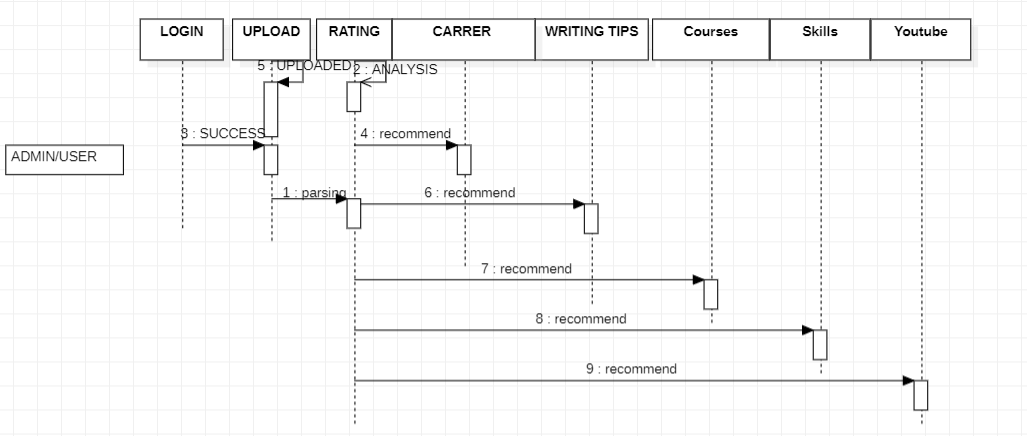 LOGIN
UPLOAD
RATING
CARRER
WRITING TIPS
Courses
Skills
Youtube
5 : UPLOADED
2 : ANALYSIS
3 : SUCCESS
4 : recommend
ADMIN/USER
1 : parsing
6 : recommend
7 : recommend
8 : recommend
9 : recommend